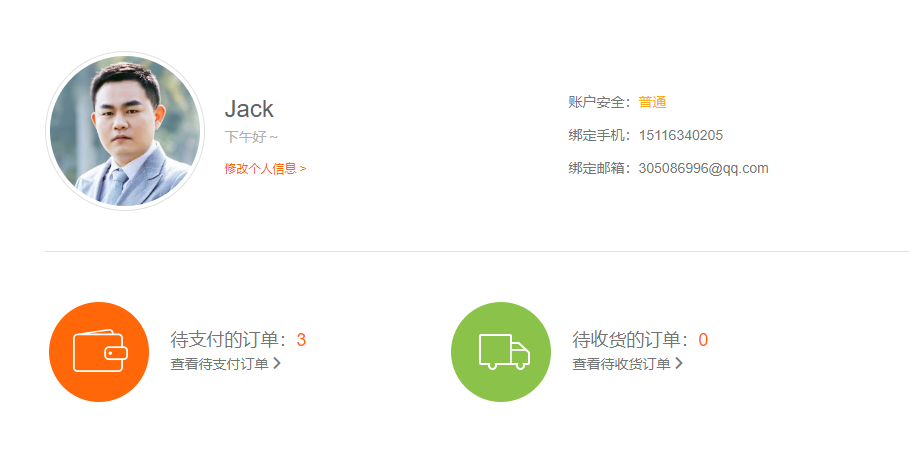 Jack
下午好～
修改个人信息 >
账户安全：普通
绑定手机：15116340205
绑定邮箱：305086996@qq.com
待支付的订单：3
查看待支付订单 >
待收货的订单：0
查看待收货订单 >